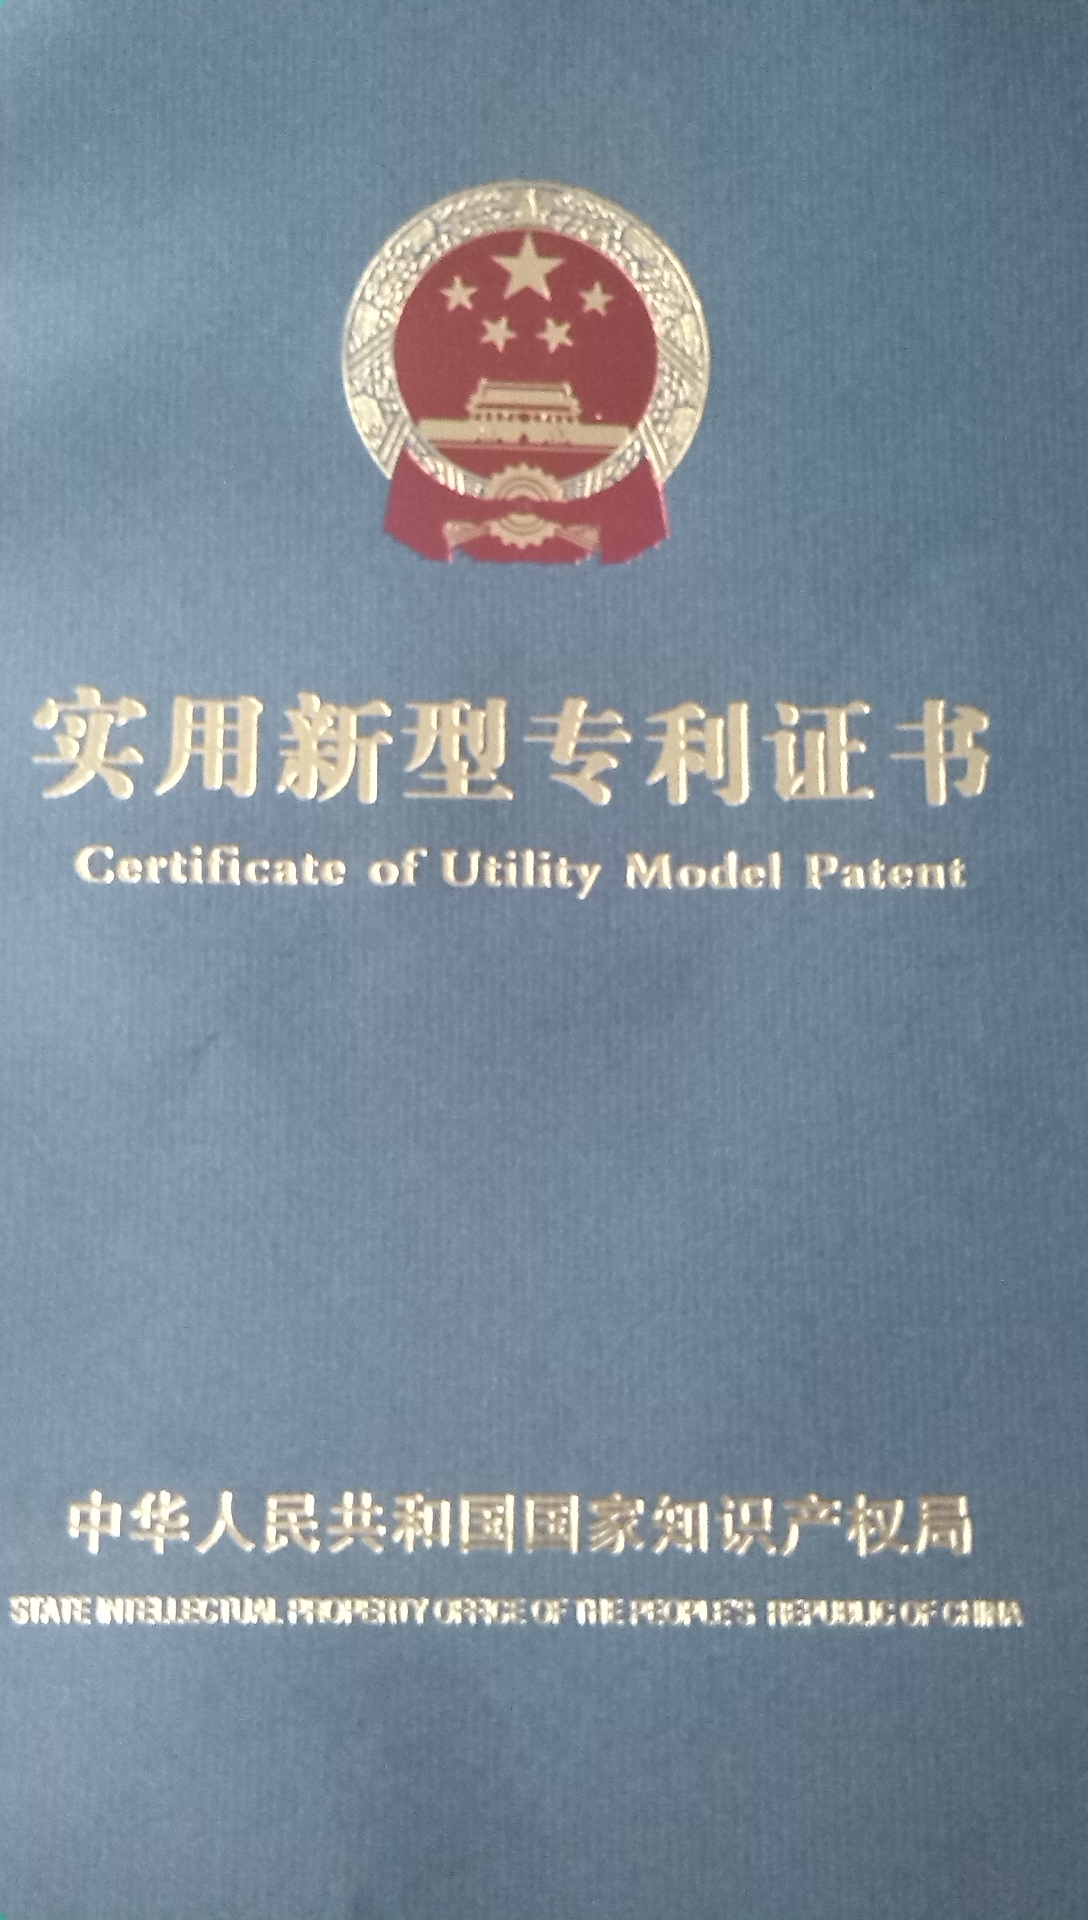 实用新型专利证书
Certificate of Utility Model Patent
中华人民共和国国家知识产权局
STATE INTELLECTUAL PROPERTY OFFICE OF THE PEOPLE'S REPUBLIC OF CHINA